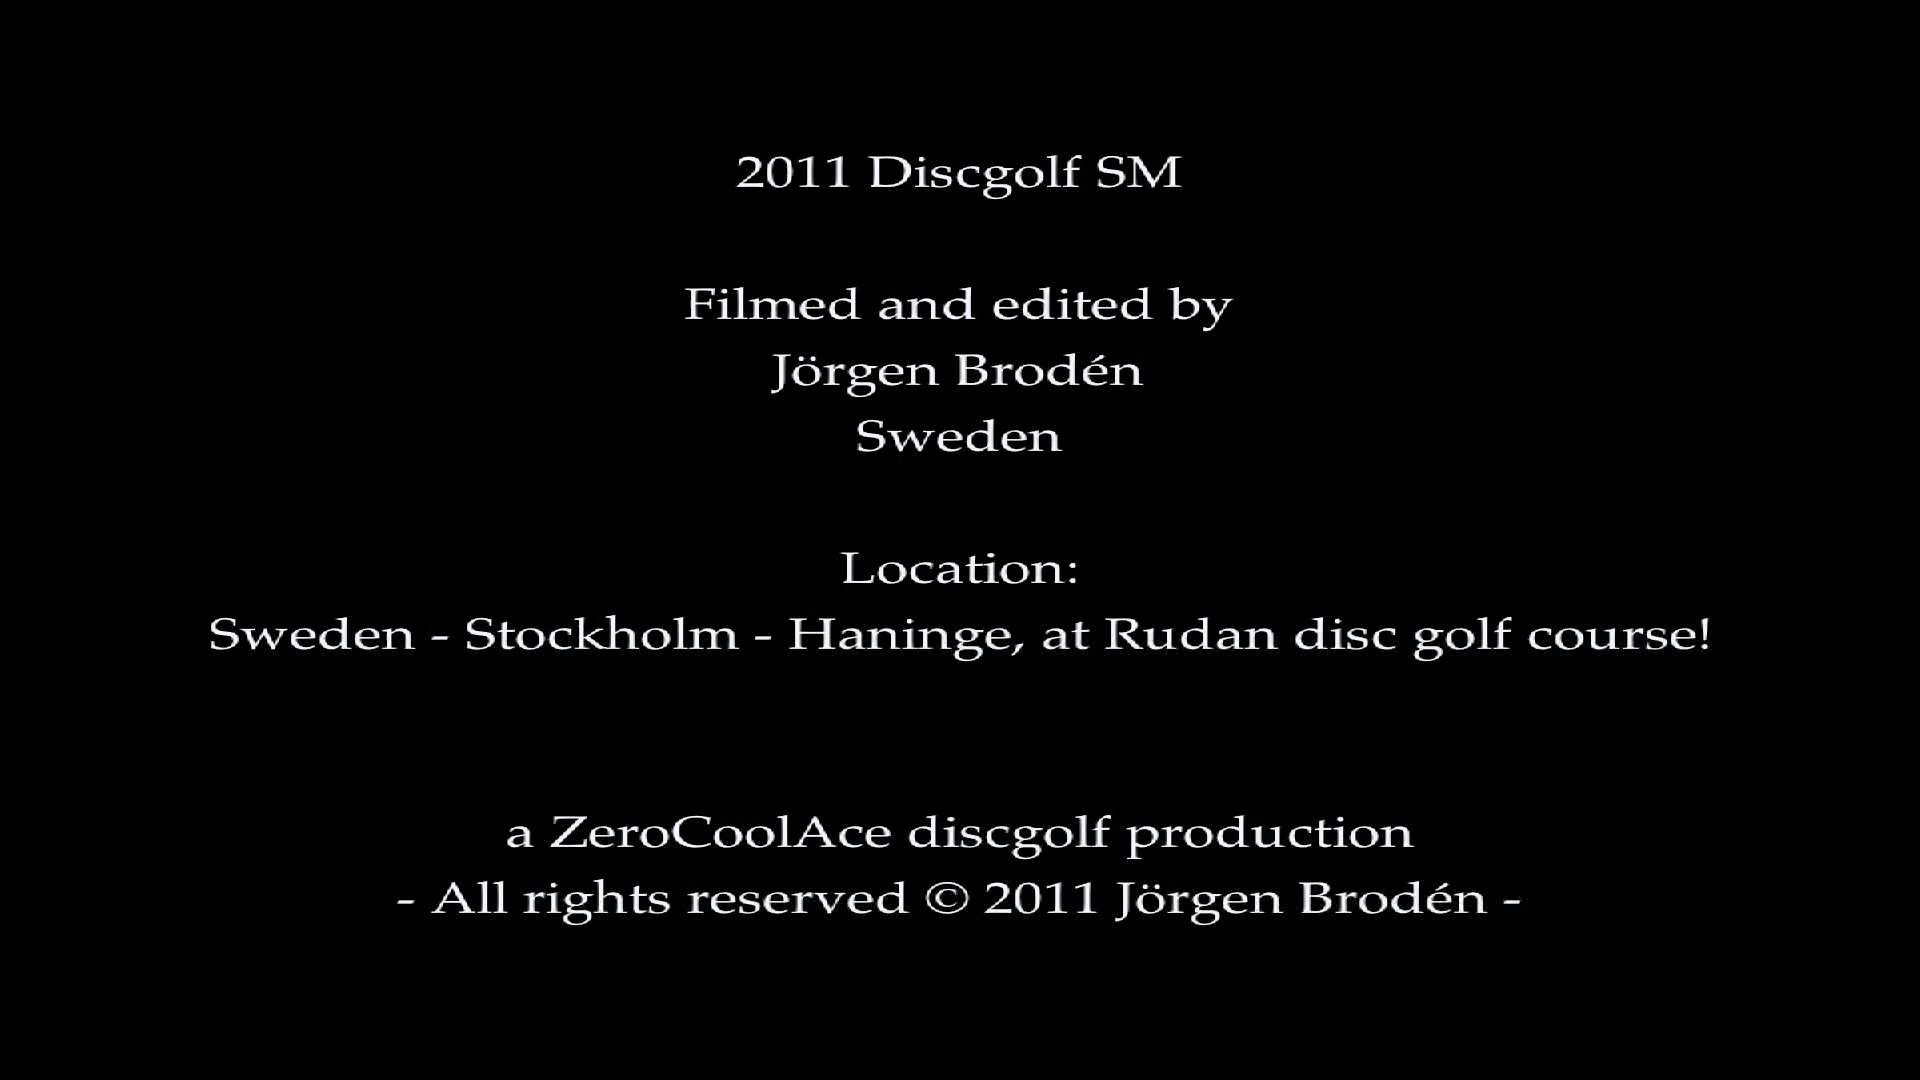 2011 Discgolf SM
Filmed and edited by
Jörgen Brodén
Sweden
Location:
Sweden - Stockholm - Haninge, at Rudan disc golf course!
a ZeroCoolAce discgolf production
- All rights reserved © 2011 Jörgen Brodén -